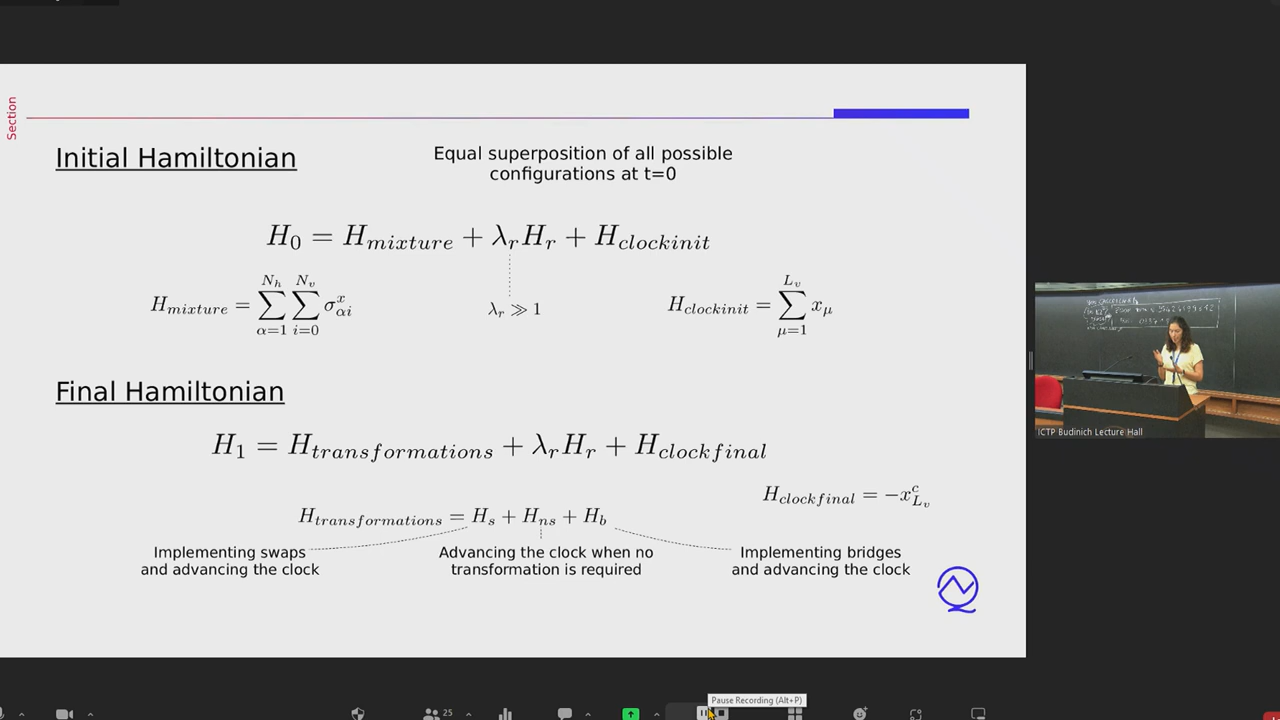 Section
Initial Hamiltonian
Equal superposition of all possible
configurations at t=0
H_0 = H_{mixture} + λ_r H_r + H_{clockinit}
H_{mixture} = \sum_{α=1}^{N_h} \sum_{i=0}^{N_v} σ^x_{αi}
λ_r ≫ 1
H_{clockinit} = \sum_{μ=1}^{L_v} x_μ
Final Hamiltonian
H_1 = H_{transformations} + λ_r H_r + H_{clockfinal}
H_{clockfinal} = −x^c_{L_v}
H_{transformations} = H_s + H_{ns} + H_b
Implementing swaps
and advancing the clock
Advancing the clock when no
transformation is required
Implementing bridges
and advancing the clock
ICTP Budinich Lecture Hall
Pause Recording (Alt+P)
25